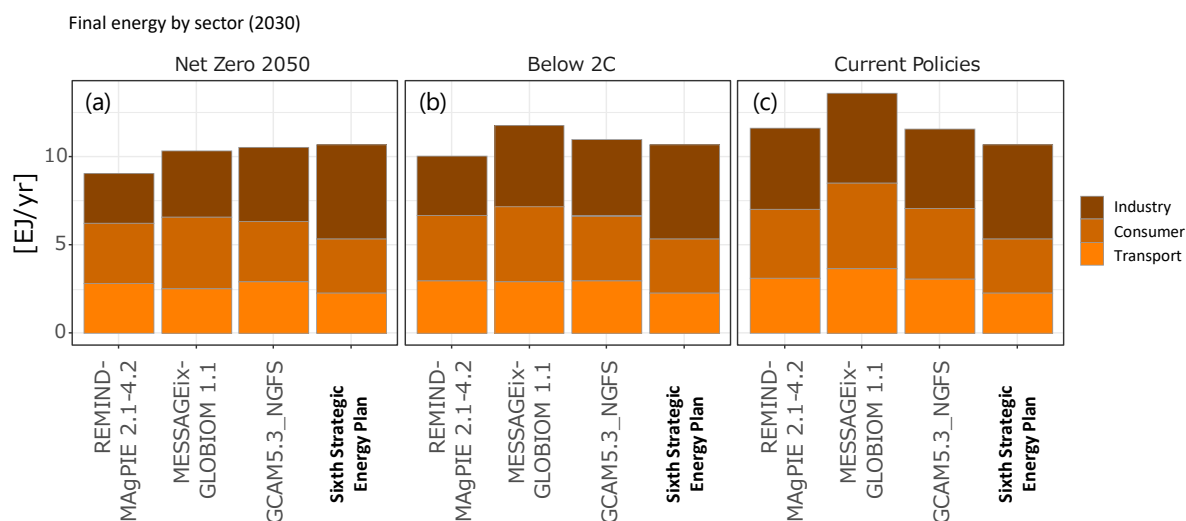 Final energy by sector (2030)
Net Zero 2050
Below 2C
Current Policies
(a)
(b)
(c)
[EJ/yr]
10
5
0
Industry
Consumer
Transport
REMIND-
MAgPIE 2.1-4.2
MESSAGEix-
GLOBIOM 1.1
GCAM5.3_NGFS
Sixth Strategic
Energy Plan
REMIND-
MAgPIE 2.1-4.2
MESSAGEix-
GLOBIOM 1.1
GCAM5.3_NGFS
Sixth Strategic
Energy Plan
REMIND-
MAgPIE 2.1-4.2
MESSAGEix-
GLOBIOM 1.1
GCAM5.3_NGFS
Sixth Strategic
Energy Plan